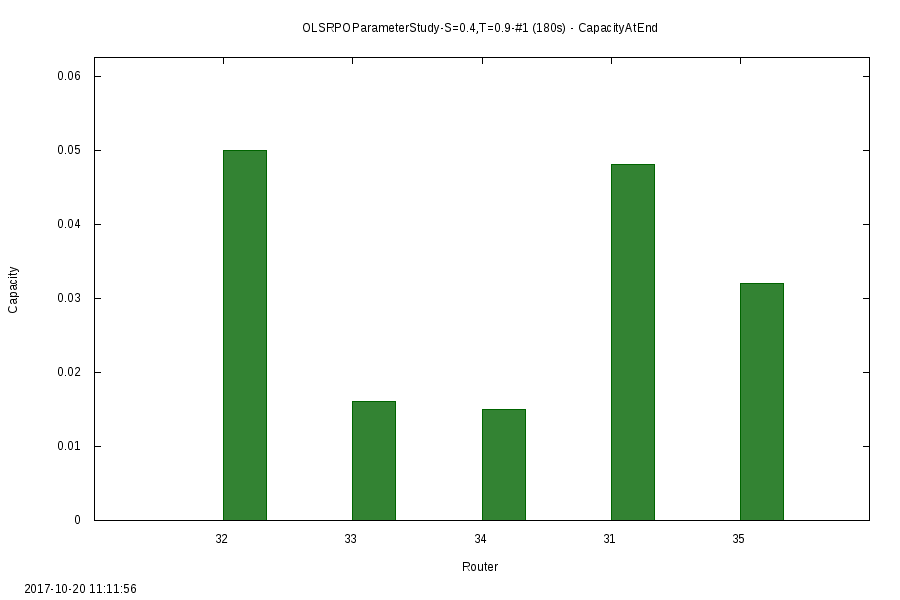 OLSRPOParameterStudy-S=0.4,T=0.9-#1 (180s) - CapacityAtEnd
0.06
0.05
0.04
0.03
0.02
0.01
0
Capacity
32 33 34 31 35
Router
2017-10-20 11:11:56